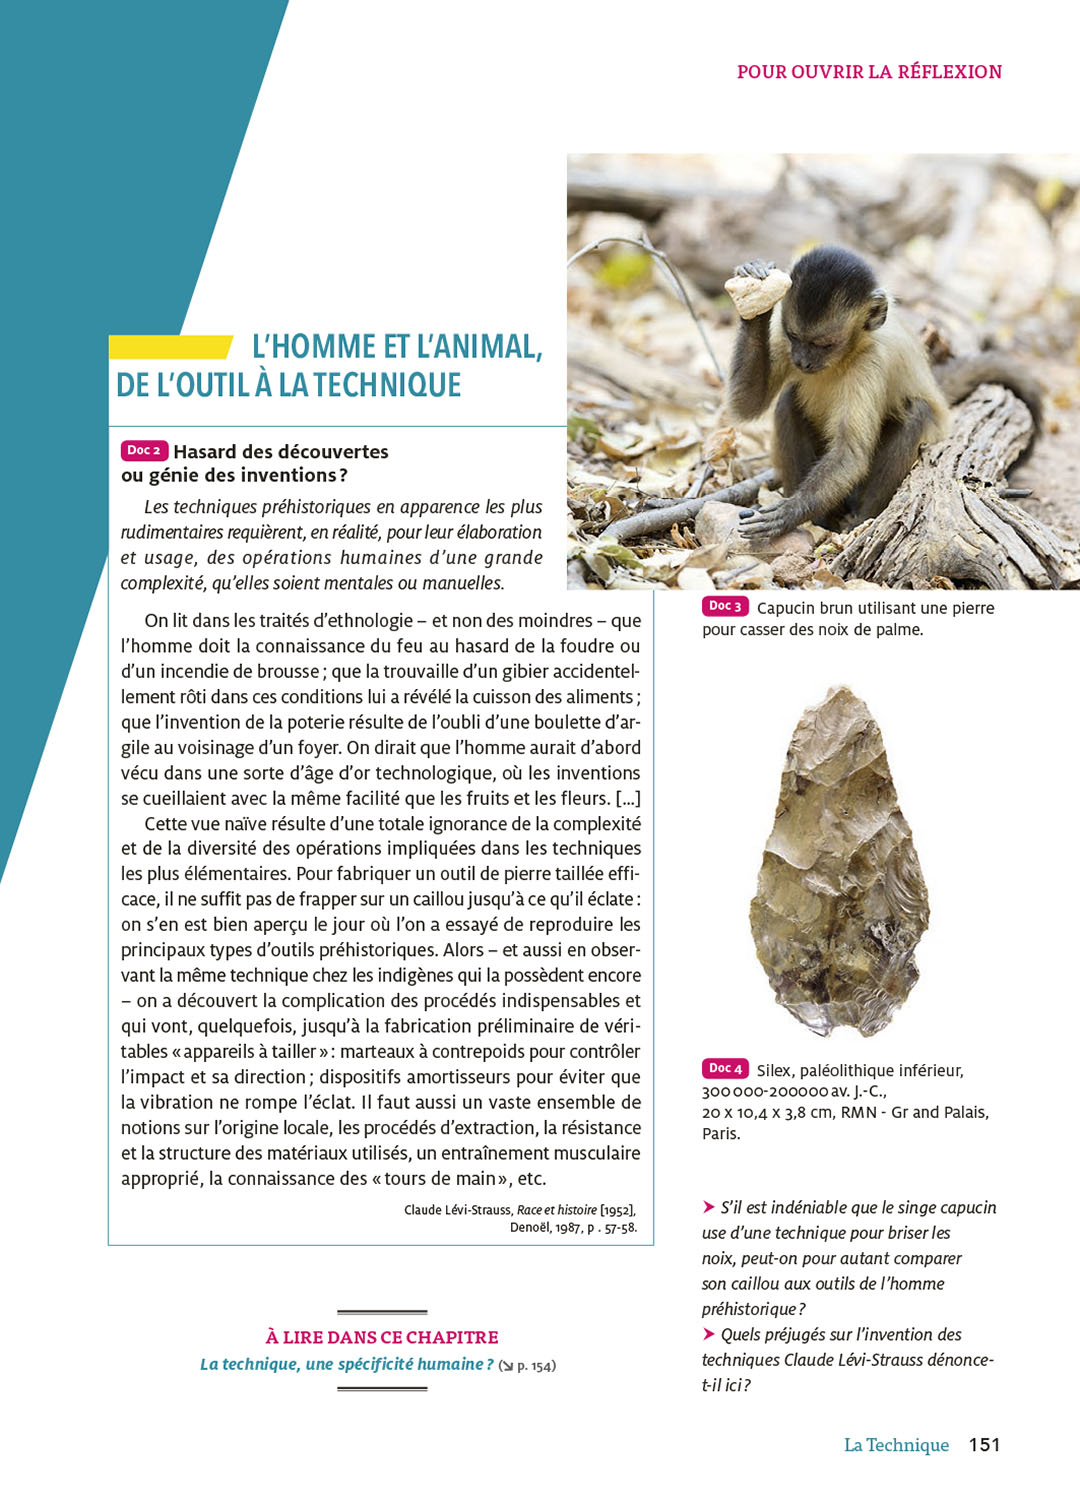 POUR OUVRIR LA RÉFLEXION
L’HOMME ET L’ANIMAL,
DE L’OUTIL À LA TECHNIQUE
Doc 2 Hasard des découvertes
ou génie des inventions ?
Les techniques préhistoriques en apparence les plus
rudimentaires requièrent, en réalité, pour leur élaboration
et usage, des opérations humaines d’une grande
complexité, qu’elles soient mentales ou manuelles.
On lit dans les traités d’ethnologie – et non des moindres – que
l’homme doit la connaissance du feu au hasard de la foudre ou
d’un incendie de brousse ; que la trouvaille d’un gibier accidentel-
lement rôti dans ces conditions lui a révélé la cuisson des aliments ;
que l’invention de la poterie résulte de l’oubli d’une boulette d’ar-
gile au voisinage d’un foyer. On dirait que l’homme aurait d’abord
vécu dans une sorte d’âge d’or technologique, où les inventions
se cueillaient avec la même facilité que les fruits et les fleurs. [...]
Cette vue naïve résulte d’une totale ignorance de la complexité
et de la diversité des opérations impliquées dans les techniques
les plus élémentaires. Pour fabriquer un outil de pierre taillée effi-
cace, il ne suffit pas de frapper sur un caillou jusqu’à ce qu’il éclate :
on s’en est bien aperçu le jour où l’on a essayé de reproduire les
principaux types d’outils préhistoriques. Alors – et aussi en obser-
vant la même technique chez les indigènes qui la possèdent encore
– on a découvert la complication des procédés indispensables et
qui vont, quelquefois, jusqu’à la fabrication préliminaire de véri-
tables « appareils à tailler » : marteaux à contrepoids pour contrôler
l’impact et sa direction ; dispositifs amortisseurs pour éviter que
la vibration ne rompe l’éclat. Il faut aussi un vaste ensemble de
notions sur l’origine locale, les procédés d’extraction, la résistance
et la structure des matériaux utilisés, un entraînement musculaire
approprié, la connaissance des « tours de main », etc.
Claude Lévi-Strauss, Race et histoire [1952],
Denoël, 1987, p . 57-58.
À LIRE DANS CE CHAPITRE
La technique, une spécificité humaine ? (↘ p. 154)
Doc 3 Capucin brun utilisant une pierre
pour casser des noix de palme.
Doc 4 Silex, paléolithique inférieur,
300 000-200000 av. J.-C.,
20 x 10,4 x 3,8 cm, RMN - Gr and Palais,
Paris.
➤ S’il est indéniable que le singe capucin
use d’une technique pour briser les
noix, peut-on pour autant comparer
son caillou aux outils de l’homme
préhistorique ?
➤ Quels préjugés sur l’invention des
techniques Claude Lévi-Strauss dénonce-
t-il ici ?
La Technique 151